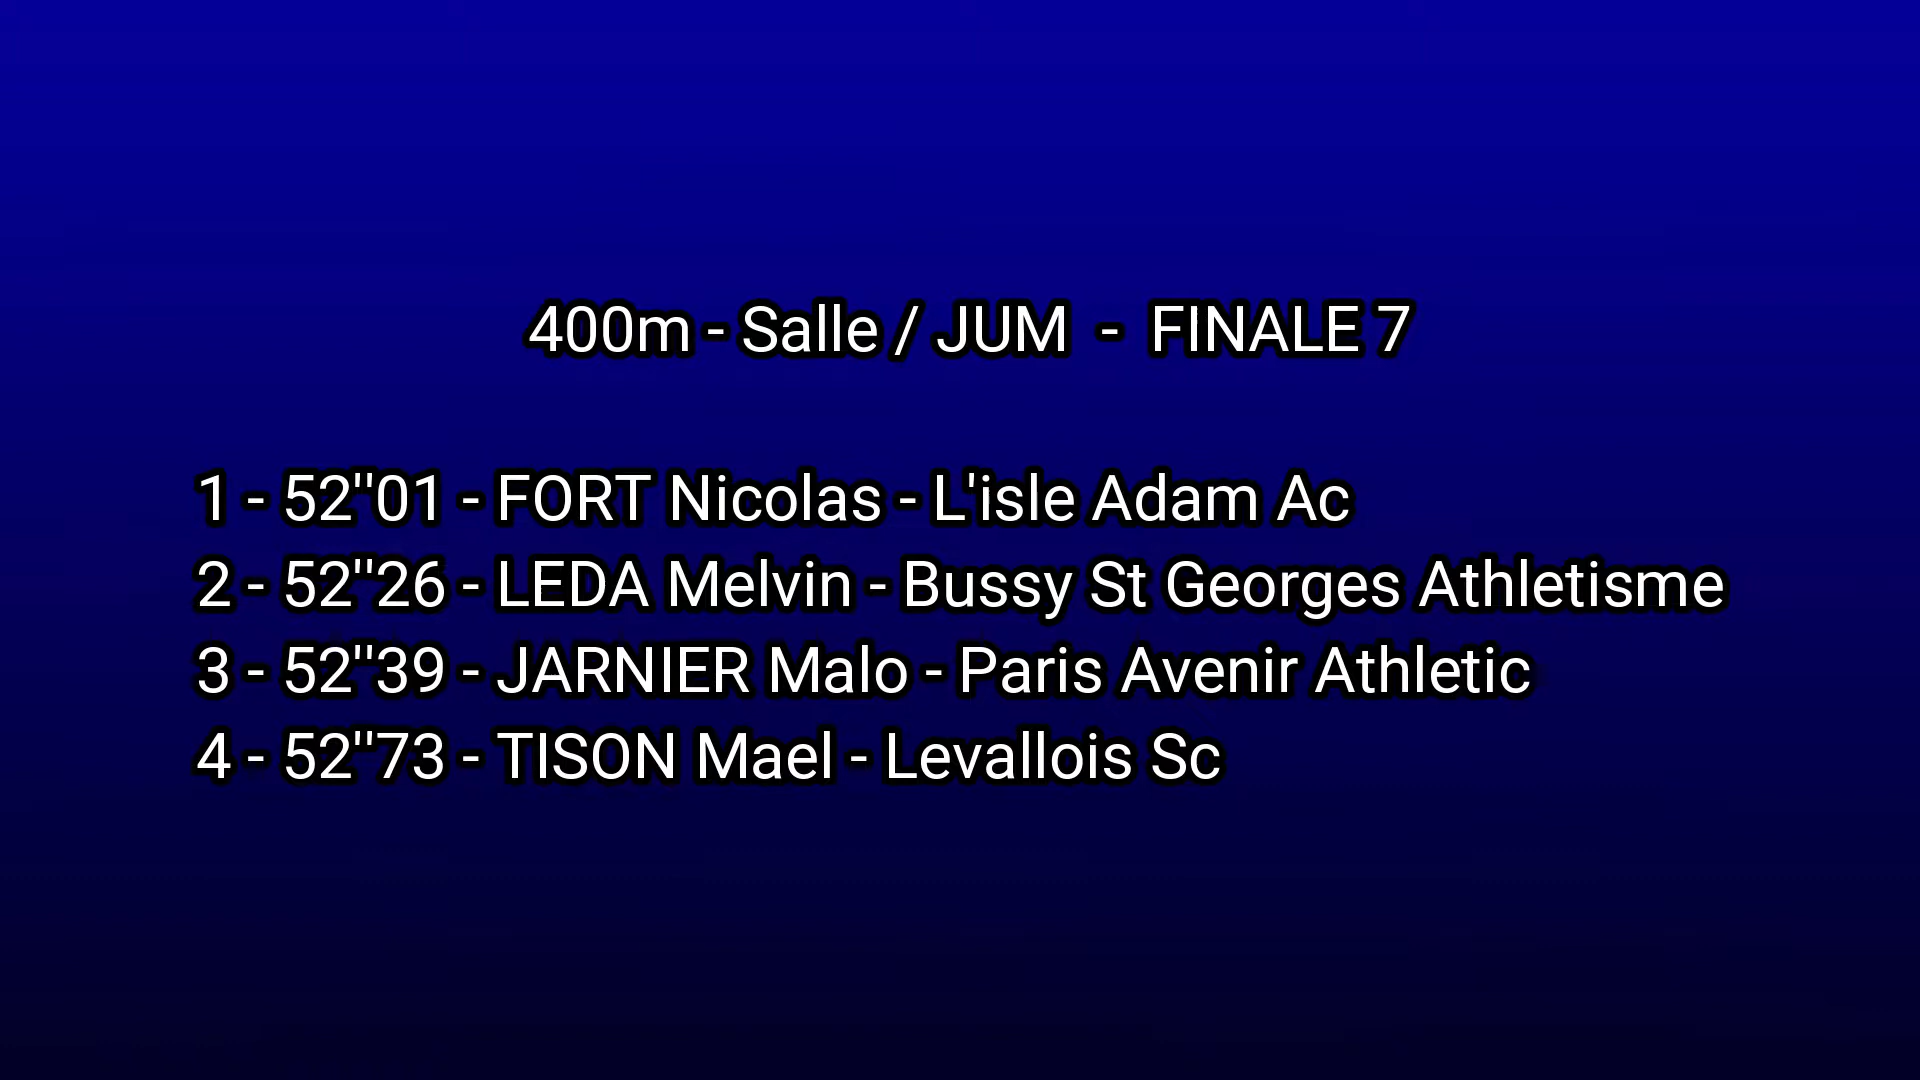 400m - Salle / JUM - FINALE 7
1 - 52"01 - FORT Nicolas - L'isle Adam Ac
2 - 52"26 - LEDA Melvin - Bussy St Georges Athletisme
3 - 52"39 - JARNIER Malo - Paris Avenir Athletic
4 - 52"73 - TISON Mael - Levallois Sc